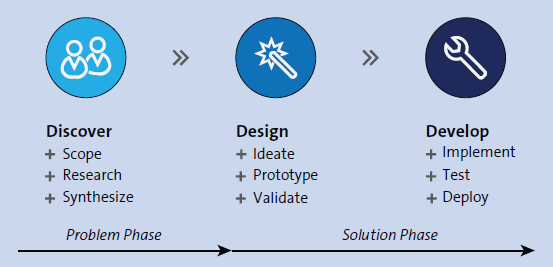 Discover
+ Scope
+ Research
+ Synthesize
Design
+ Ideate
+ Prototype
+ Validate
Develop
+ Implement
+ Test
+ Deploy
Problem Phase
Solution Phase